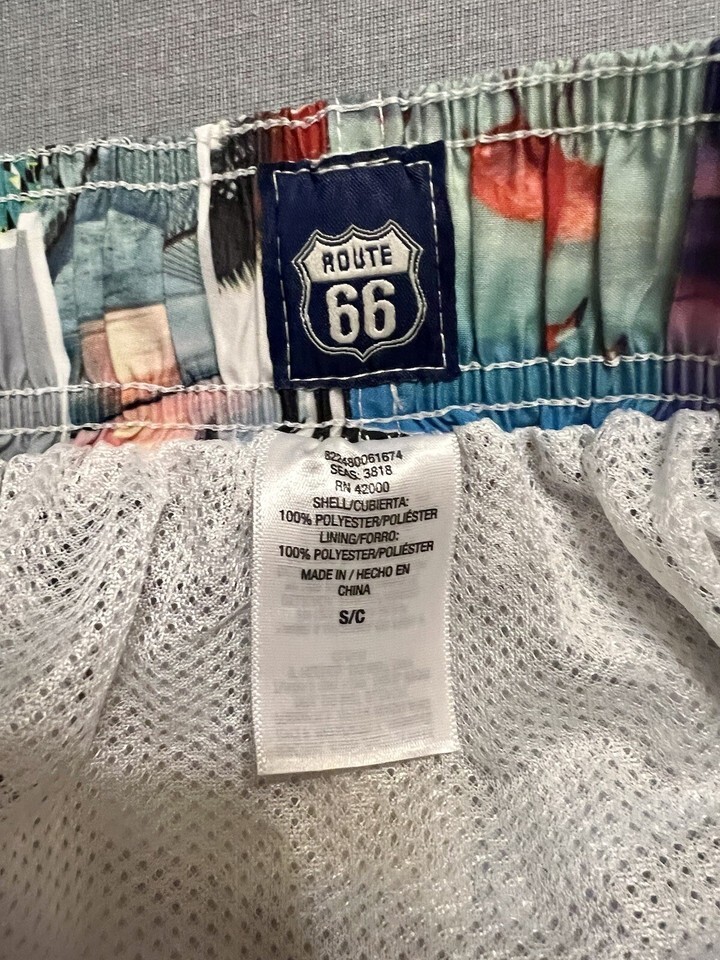 ROUTE
66
822480061674
SEAS: 3818
RN 42000
SHELL/CUBIERTA:
100% POLYESTER/POLIÉSTER
LINING/FORRO:
100% POLYESTER/POLIÉSTER
MADE IN / HECHO EN
CHINA
S/C